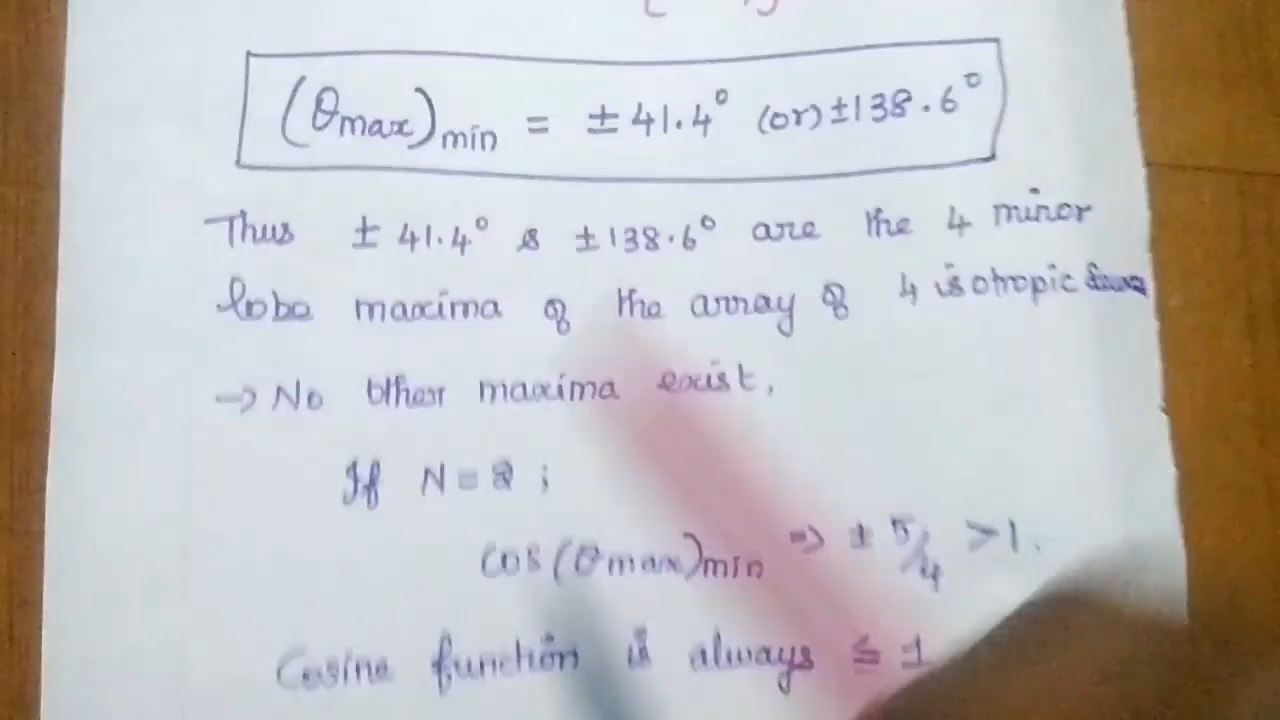 (θmax)min = ± 41.4° (or) ±138.6°
Thus ± 41.4° & ±138.6° are the 4 minor
lobe maxima of the array of 4 isotropic
→ No other maxima exist.
If N = 2 ;
cos(θmax)min ⇒ ± 5/4 > 1.
Cosine function is always ≤ 1